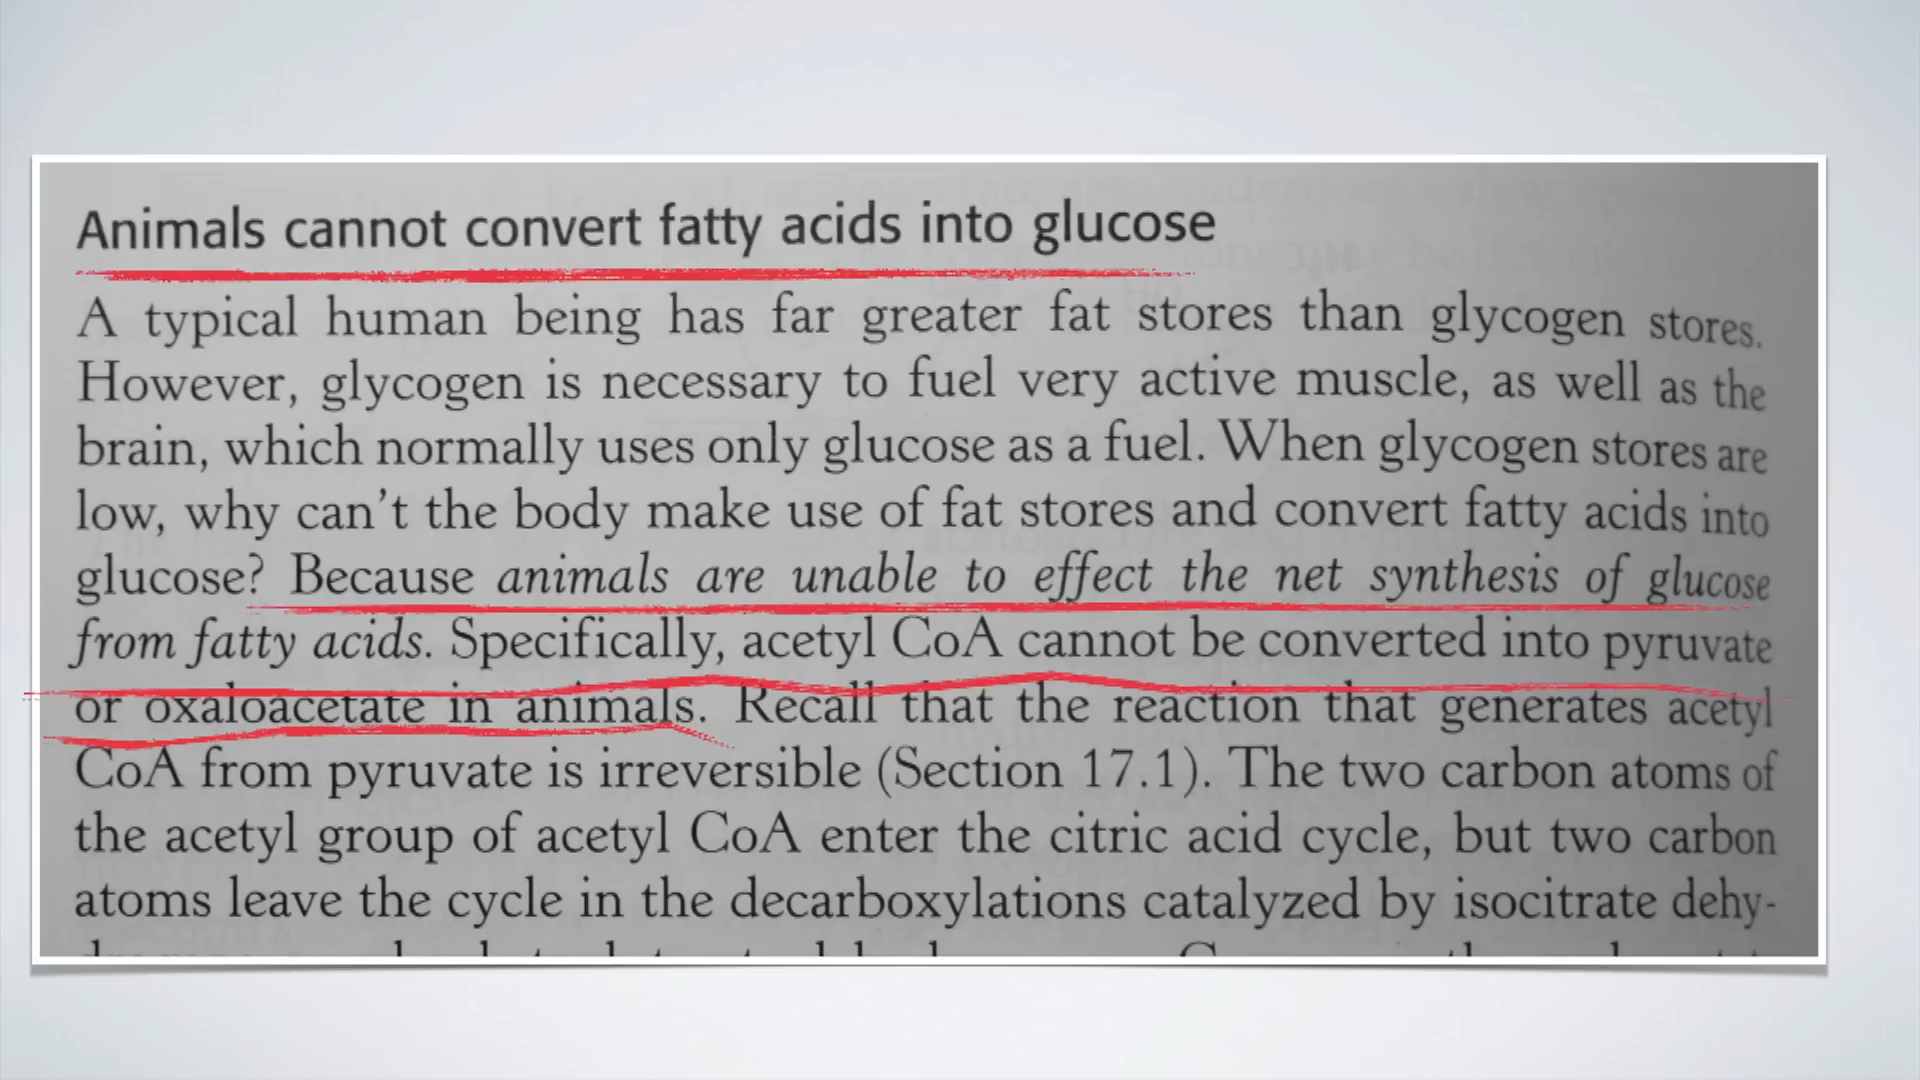 Animals cannot convert fatty acids into glucose
A typical human being has far greater fat stores than glycogen stores.
However, glycogen is necessary to fuel very active muscle, as well as the
brain, which normally uses only glucose as a fuel. When glycogen stores are
low, why can't the body make use of fat stores and convert fatty acids into
glucose? Because animals are unable to effect the net synthesis of glucose
from fatty acids. Specifically, acetyl CoA cannot be converted into pyruvate
or oxaloacetate in animals. Recall that the reaction that generates acetyl
CoA from pyruvate is irreversible (Section 17.1). The two carbon atoms of
the acetyl group of acetyl CoA enter the citric acid cycle, but two carbon
atoms leave the cycle in the decarboxylations catalyzed by isocitrate dehy-